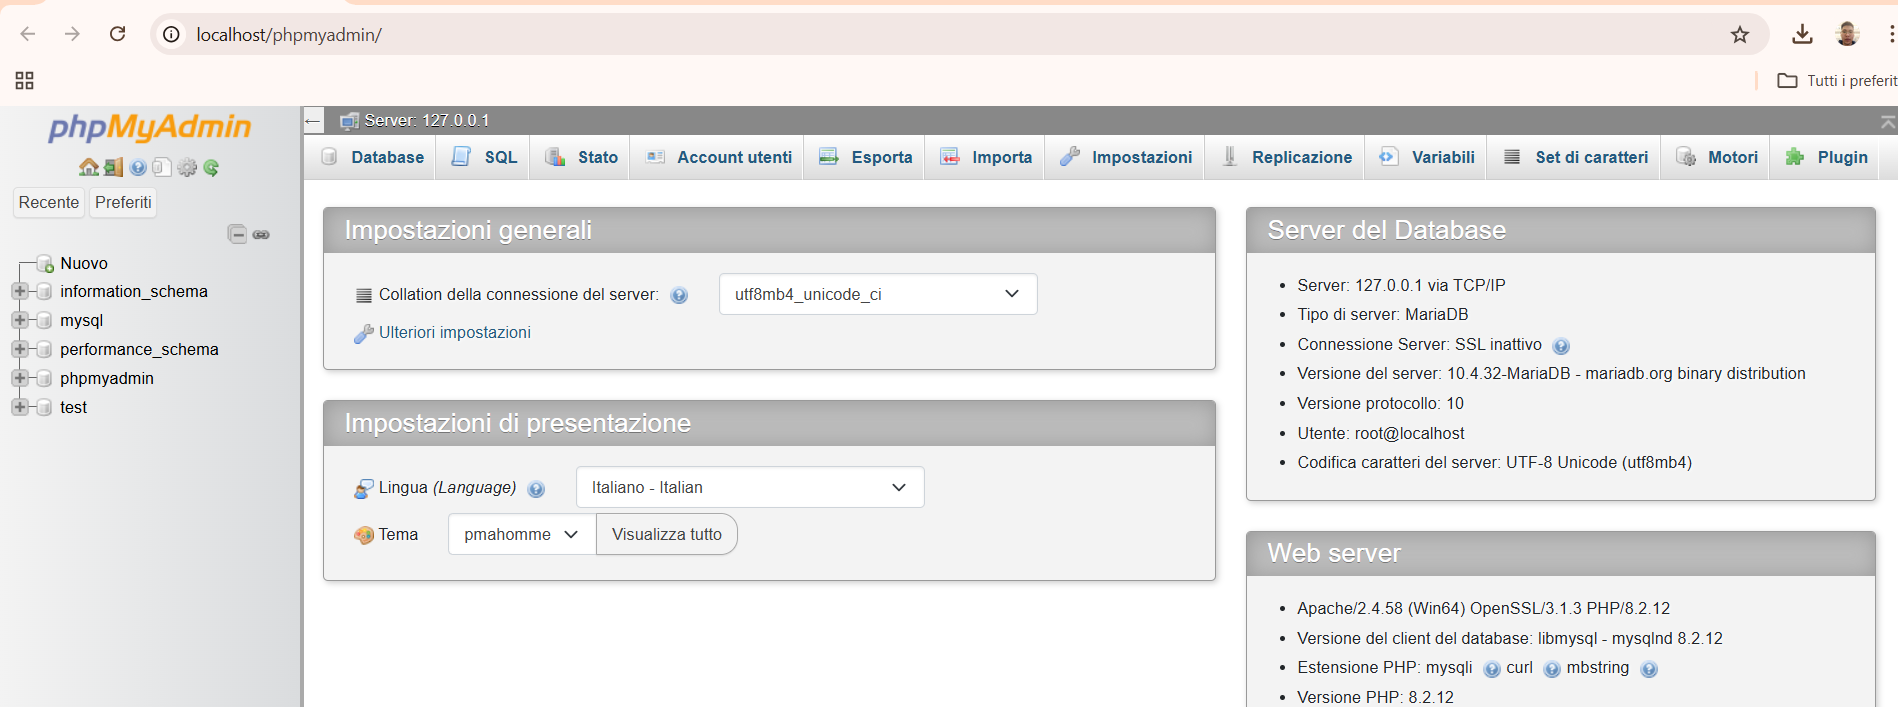 localhost/phpmyadmin/
Tutti i preferit
phpMyAdmin
Recente Preferiti
Nuovo
information_schema
mysql
performance_schema
phpmyadmin
test
Server: 127.0.0.1
Database SQL Stato Account utenti Esporta Importa Impostazioni Replicazione Variabili Set di caratteri Motori Plugin
Impostazioni generali
Collation della connessione del server: utf8mb4_unicode_ci
Ulteriori impostazioni
Impostazioni di presentazione
Lingua (Language) Italiano - Italian
Tema pmahomme Visualizza tutto
Server del Database
• Server: 127.0.0.1 via TCP/IP
• Tipo di server: MariaDB
• Connessione Server: SSL inattivo
• Versione del server: 10.4.32-MariaDB - mariadb.org binary distribution
• Versione protocollo: 10
• Utente: root@localhost
• Codifica caratteri del server: UTF-8 Unicode (utf8mb4)
Web server
• Apache/2.4.58 (Win64) OpenSSL/3.1.3 PHP/8.2.12
• Versione del client del database: libmysql - mysqlnd 8.2.12
• Estensione PHP: mysqli curl mbstring
• Versione PHP: 8.2.12